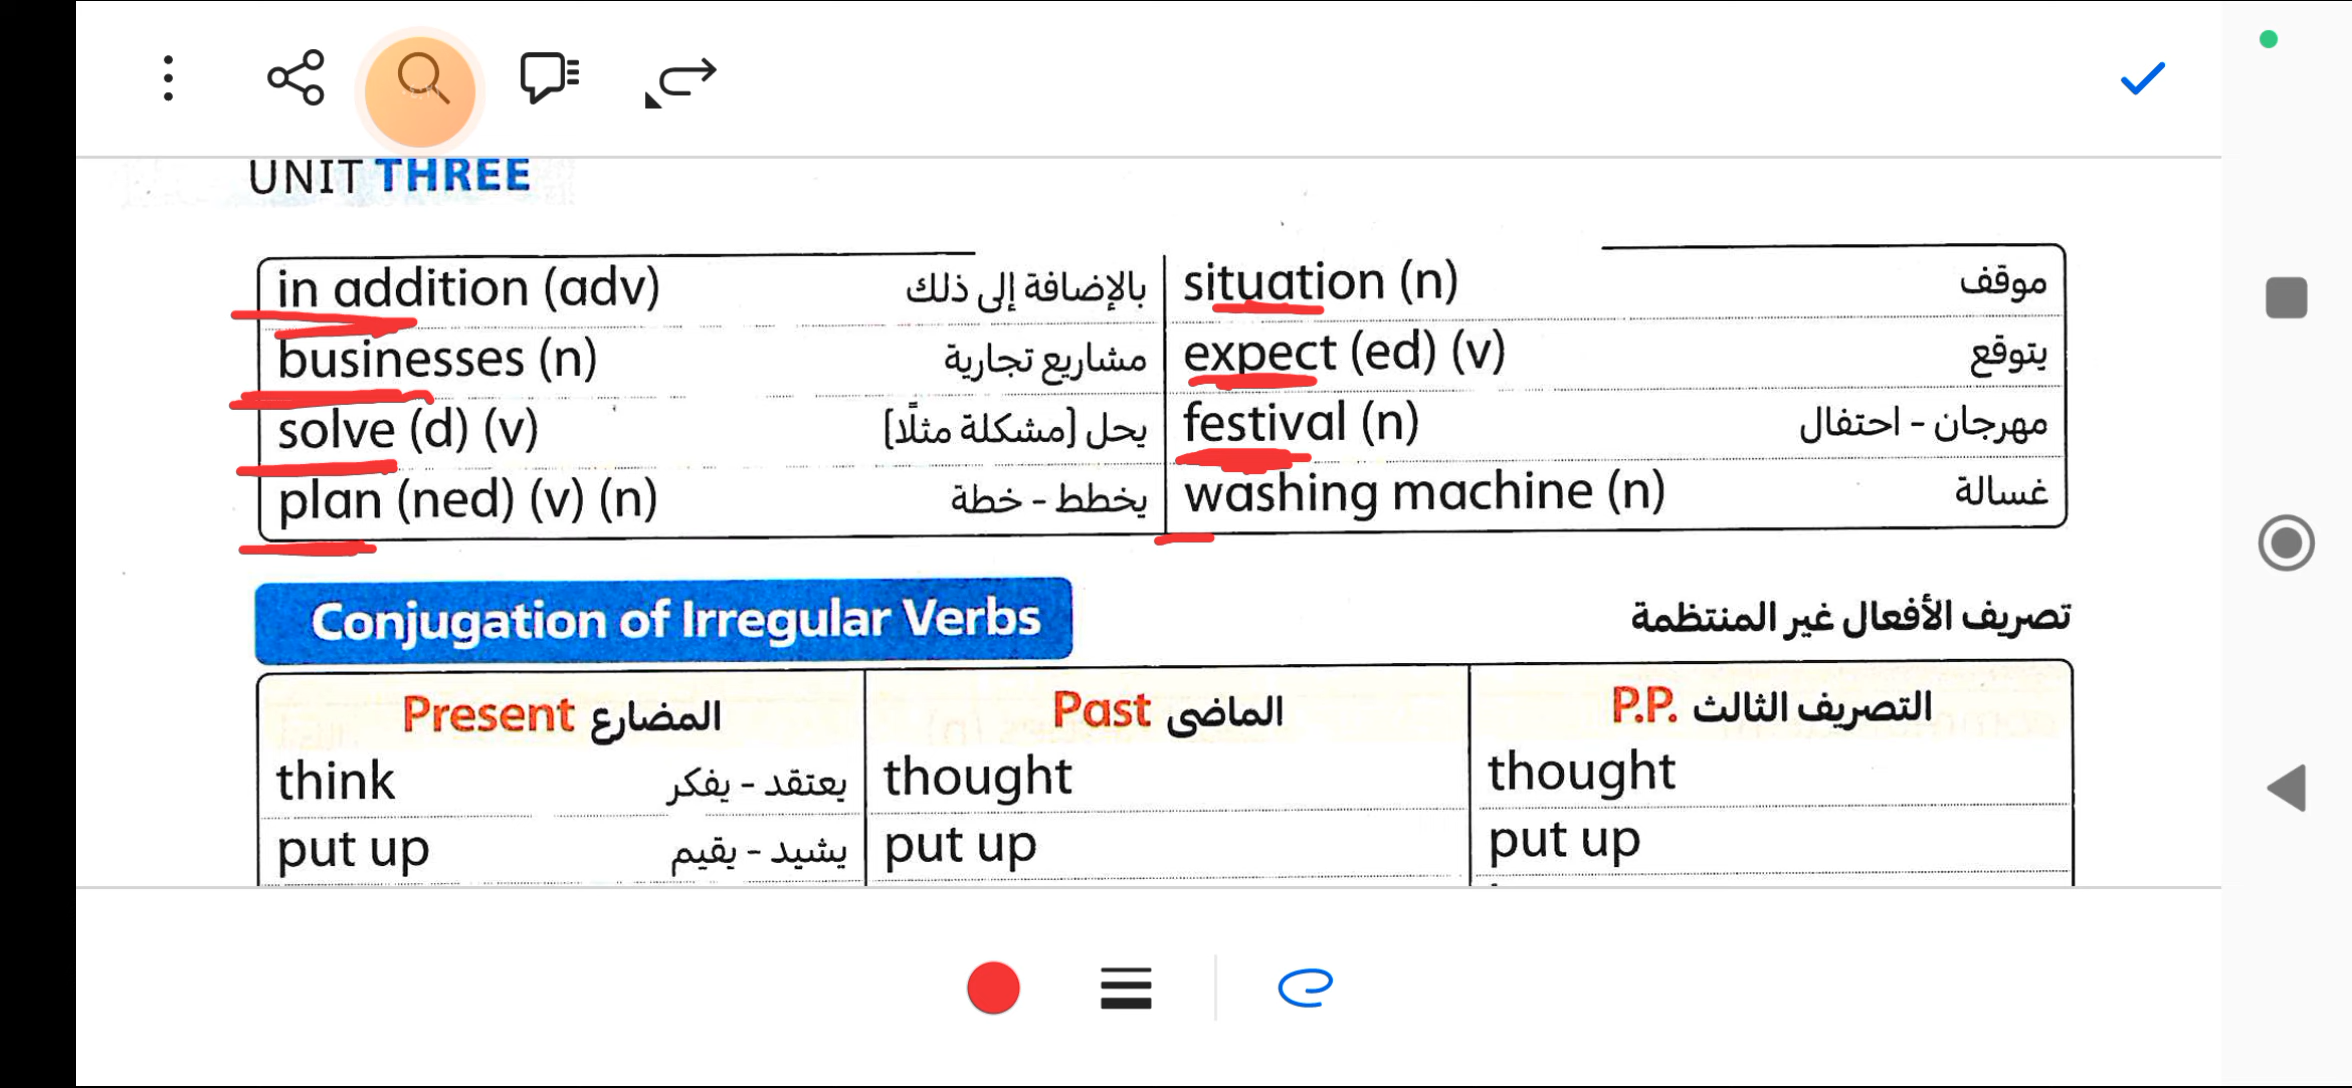 UNIT THREE
in addition (adv) بالإضافة إلى ذلك
situation (n) موقف
businesses (n) مشاريع تجارية
expect (ed) (v) يتوقع
solve (d) (v) يحل [مشكلة مثلًا]
festival (n) مهرجان - احتفال
plan (ned) (v) (n) يخطط - خطة
washing machine (n) غسالة
Conjugation of Irregular Verbs تصريف الأفعال غير المنتظمة
Present المضارع Past الماضى P.P. التصريف الثالث
think يعتقد - يفكر thought thought
put up يشيد - يقيم put up put up